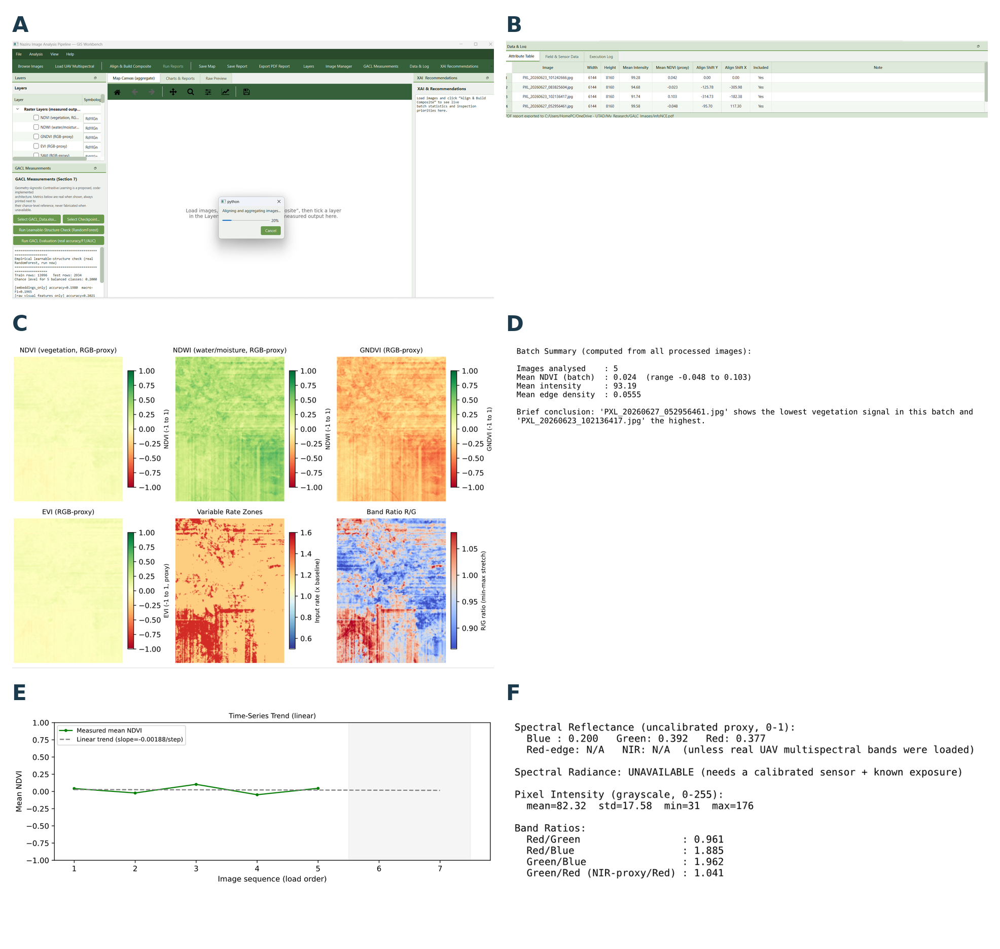 A
Naziru Image Analysis Pipeline — GIS Workbench
File Analysis View Help
Browse Images Load UAV Multispectral Align & Build Composite Run Reports Save Map Save Report Export PDF Report Layers Image Manager GACL Measurements Data & Log XAI Recommendations
Layers
Layers
Layer Symbolog
Raster Layers (measured outp...
NDVI (vegetation, RG... RdYlGn
NDWI (water/moistur... RdYlGn
GNDVI (RGB-proxy) RdYlGn
EVI (RGB-proxy) RdYlGn
SAVI (RGB-proxy) RdYlGn
GACL Measurements
GACL Measurements (Section 7)
Geometry-Agnostic Contrastive Learning is a proposed, code-
implemented
architecture. Metrics below are real when shown, always
printed next to
their chance-level reference, never fabricated when
unavailable.
Select GACL_Data.xlsx... Select Checkpoint...
Run Learnable-Structure Check (RandomForest)
Run GACL Evaluation (real accuracy/F1/AUC)
Empirical learnable-structure check (real
RandomForest, run now)
Train rows: 13996 Test rows: 2934
Chance level for 5 balanced classes: 0.2000
[embeddings_only] accuracy=0.1980 macro-
F1=0.1965
[raw visual features only] accuracy=0.2021
Map Canvas (aggregate) Charts & Reports Raw Preview
Load images, osite”, then tick a layer
in the Layer measured output here.
python
Aligning and aggregating images...
20%
Cancel
XAI Recommendations
XAI & Recommendations
Load images and click “Align & Build
Composite” to see live
batch statistics and inspection
priorities here.
B
Data & Log
Attribute Table Field & Sensor Data Execution Log
Image Width Height Mean Intensity Mean NDVI (proxy) Align Shift Y Align Shift X Included Note
1 PXL_20260623_101242666.jpg 6144 8160 99.28 0.042 0.00 0.00 Yes
2 PXL_20260627_083825604.jpg 6144 8160 94.68 -0.023 -125.78 -305.98 Yes
3 PXL_20260623_102136417.jpg 6144 8160 91.74 0.103 -314.73 -182.38 Yes
4 PXL_20260627_052956461.jpg 6144 8160 99.58 -0.048 -95.70 117.30 Yes
PDF report exported to C:/Users/HomePC/OneDrive - UTAD/My_Research/GALC_Images/infoNCE.pdf
C
NDVI (vegetation, RGB-proxy)
1.00
0.75
0.50
0.25
0.00
−0.25
−0.50
−0.75
−1.00
NDVI (-1 to 1)
NDWI (water/moisture, RGB-proxy)
1.00
0.75
0.50
0.25
0.00
−0.25
−0.50
−0.75
−1.00
NDWI (-1 to 1)
GNDVI (RGB-proxy)
1.00
0.75
0.50
0.25
0.00
−0.25
−0.50
−0.75
−1.00
GNDVI (-1 to 1)
EVI (RGB-proxy)
1.00
0.75
0.50
0.25
0.00
−0.25
−0.50
−0.75
−1.00
EVI (-1 to 1, proxy)
Variable Rate Zones
1.6
1.4
1.2
1.0
0.8
0.6
Input rate (x baseline)
Band Ratio R/G
1.05
1.00
0.95
0.90
R/G ratio (min-max stretch)
D
Batch Summary (computed from all processed images):
Images analysed : 5
Mean NDVI (batch) : 0.024 (range -0.048 to 0.103)
Mean intensity : 93.19
Mean edge density : 0.0555
Brief conclusion: 'PXL_20260627_052956461.jpg' shows the lowest vegetation signal in this batch and
'PXL_20260623_102136417.jpg' the highest.
E
Time-Series Trend (linear)
Measured mean NDVI
Linear trend (slope=-0.00188/step)
1.00
0.75
0.50
0.25
0.00
−0.25
−0.50
−0.75
−1.00
Mean NDVI
1 2 3 4 5 6 7
Image sequence (load order)
F
Spectral Reflectance (uncalibrated proxy, 0-1):
Blue : 0.200 Green: 0.392 Red: 0.377
Red-edge: N/A NIR: N/A (unless real UAV multispectral bands were loaded)
Spectral Radiance: UNAVAILABLE (needs a calibrated sensor + known exposure)
Pixel Intensity (grayscale, 0-255):
mean=82.32 std=17.58 min=31 max=176
Band Ratios:
Red/Green : 0.961
Red/Blue : 1.885
Green/Blue : 1.962
Green/Red (NIR-proxy/Red) : 1.041